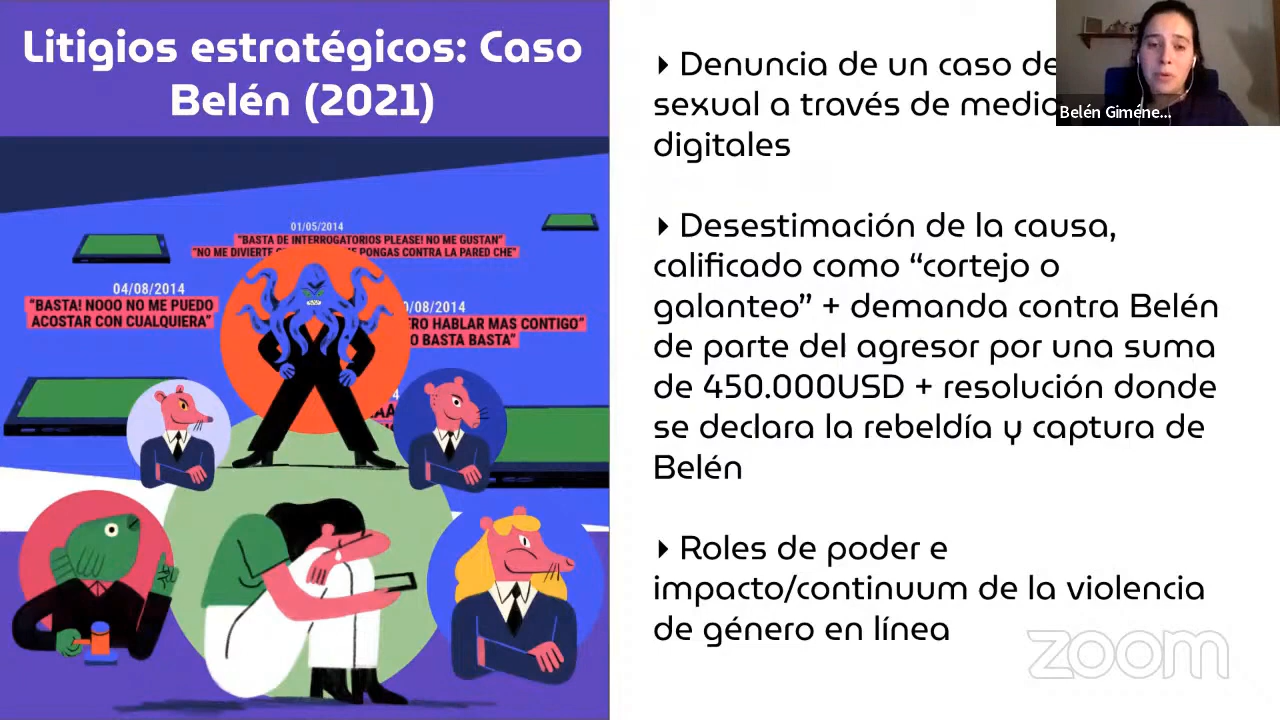 Litigios estratégicos: Caso
Belén (2021)
01/05/2014
"BASTA DE INTERROGATORIOS PLEASE! NO ME GUSTAN"
"NO ME DIVIERTE
PONGAS CONTRA LA PARED CHE"
04/08/2014
"BASTA! NOOO NO ME PUEDO
ACOSTAR CON CUALQUIERA"
0/08/2014
ERO HABLAR MAS CONTIGO"
O BASTA BASTA"
Denuncia de un caso de
sexual a través de medio
digitales
Belén Giméne...
Desestimación de la causa,
calificado como “cortejo o
galanteo” + demanda contra Belén
de parte del agresor por una suma
de 450.000USD + resolución donde
se declara la rebeldía y captura de
Belén
Roles de poder e
impacto/continuum de la violencia
de género en línea
zoom